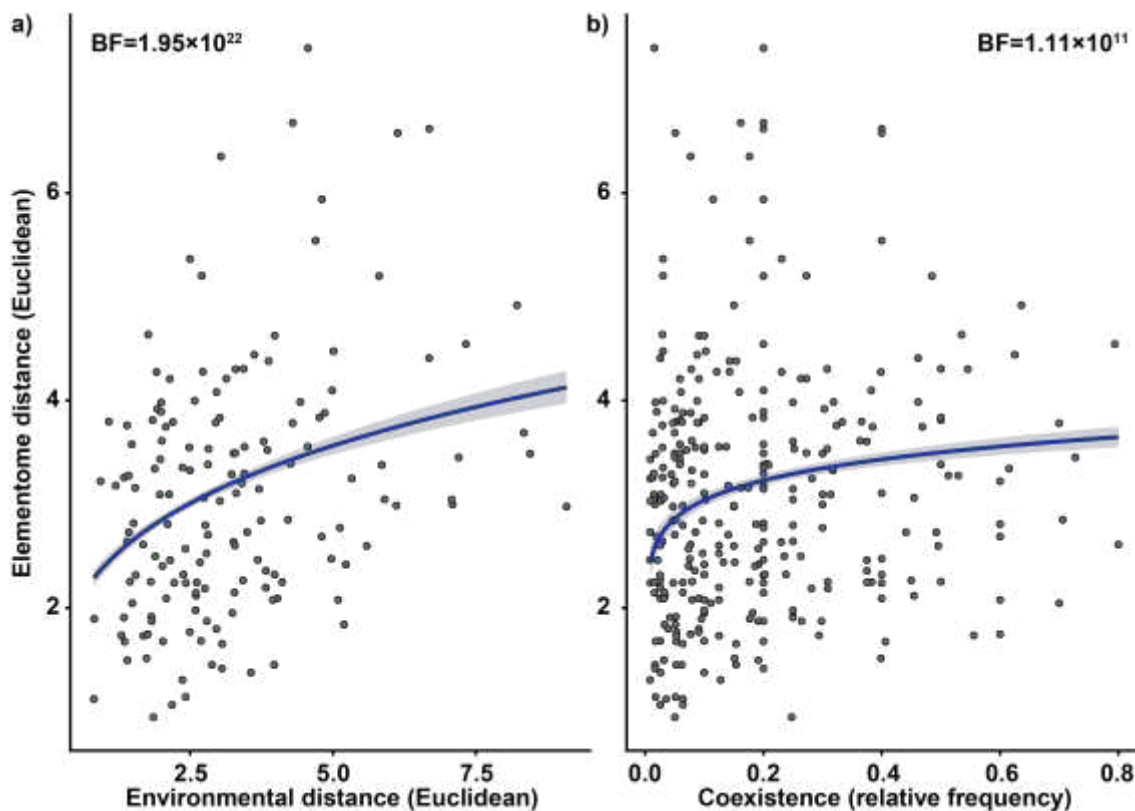 a)
BF=1.95×10²²
b)
BF=1.11×10¹¹
Elementome distance (Euclidean)
6
4
2
6
4
2
2.5 5.0 7.5
0.0 0.2 0.4 0.6 0.8
Environmental distance (Euclidean)
Coexistence (relative frequency)